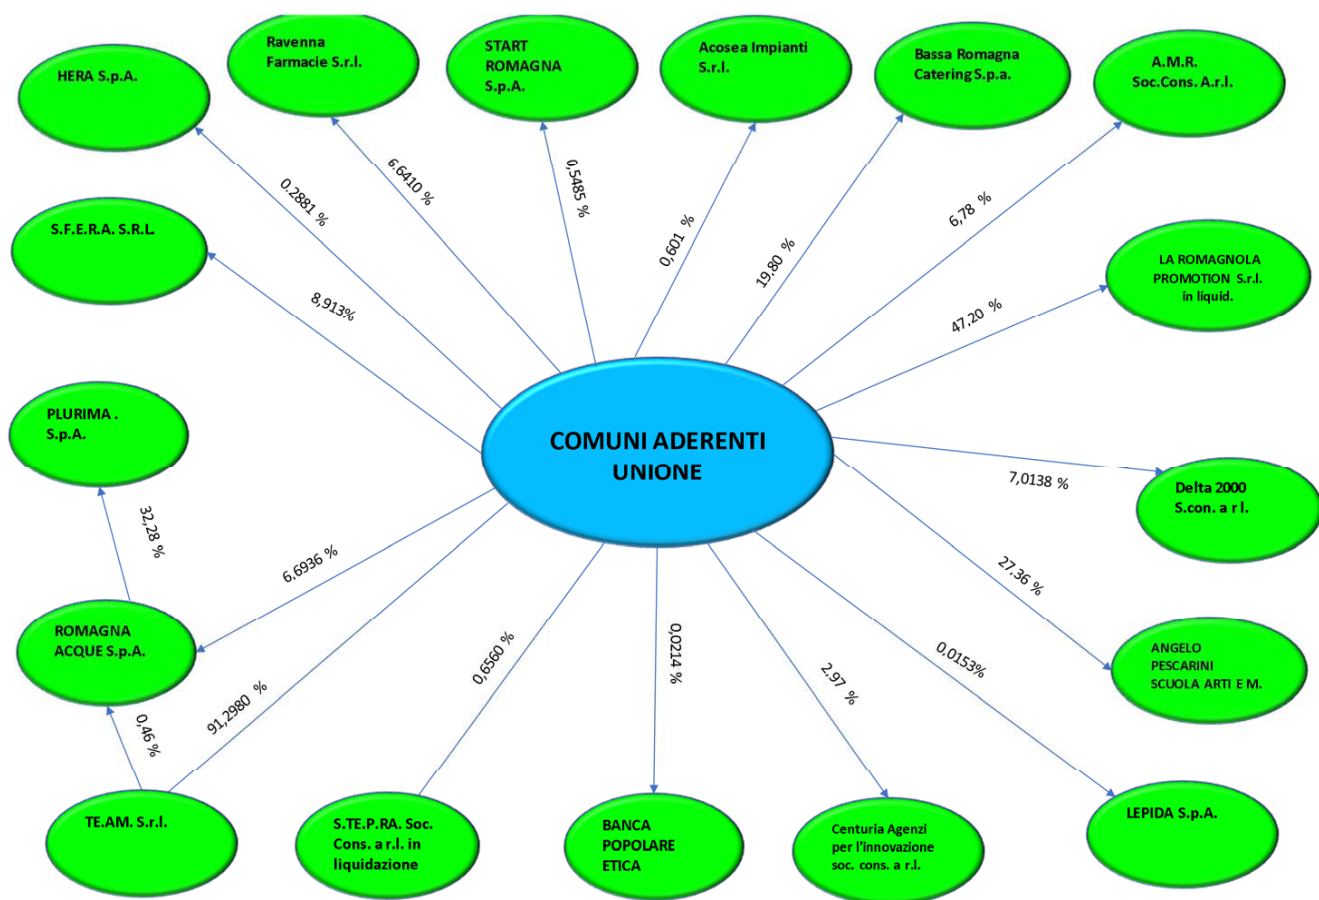 HERA S.p.A.
Ravenna
Farmacie S.r.l.
START
ROMAGNA
S.p.A.
Acosea Impianti
S.r.l.
Bassa Romagna
Catering S.p.a.
A.M.R.
Soc.Cons. A.r.l.
0.2881 %
6.6410 %
0,5485 %
0,601 %
19,80 %
6,78 %
S.F.E.R.A. S.R.L.
8,913%
LA ROMAGNOLA
PROMOTION S.r.l.
in liquid.
47,20 %
PLURIMA .
S.p.A.
COMUNI ADERENTI
UNIONE
7,0138 %
Delta 2000
S.con. a r l.
32,28 %
6,6936 %
27,36 %
ROMAGNA
ACQUE S.p.A.
91,2980 %
0,6560 %
0,0214 %
2,97 %
0,0153%
ANGELO
PESCARINI
SCUOLA ARTI E M.
0,46 %
TE.AM. S.r.l.
S.TE.P.RA. Soc.
Cons. a r.l. in
liquidazione
BANCA
POPOLARE
ETICA
Centuria Agenzi
per l'innovazione
soc. cons. a r.l.
LEPIDA S.p.A.